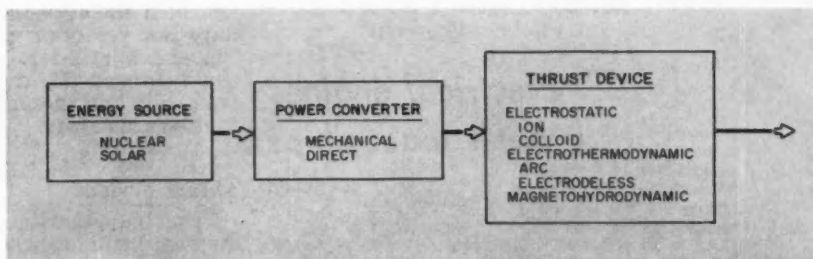 ENERGY SOURCE
NUCLEAR
SOLAR
POWER CONVERTER
MECHANICAL
DIRECT
THRUST DEVICE
ELECTROSTATIC
ION
COLLOID
ELECTROTHERMODYNAMIC
ARC
ELECTRODELESS
MAGNETOHYDRODYNAMIC